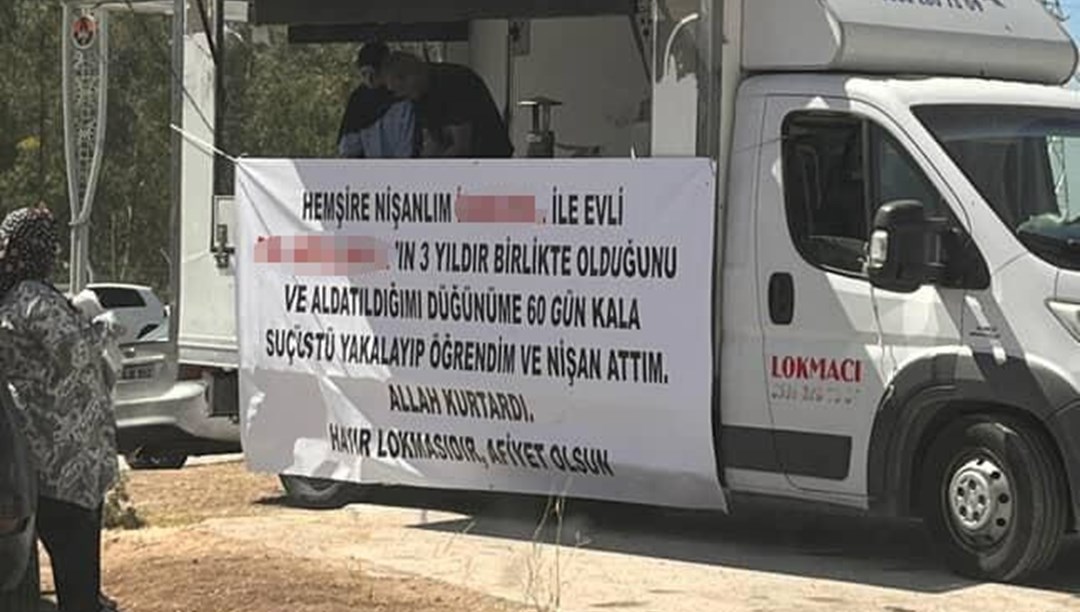 HEMŞİRE NİŞANLIM İLE EVLİ
'IN 3 YILDIR BİRLİKTE OLDUĞUNU
VE ALDATILDIĞIMI DÜĞÜNÜME 60 GÜN KALA
SUÇÜSTÜ YAKALAYIP ÖĞRENDİM VE NİŞAN ATTIM.
ALLAH KURTARDI.
HAYIR LOKMASIDIR, AFİYET OLSUN
LOKMACI